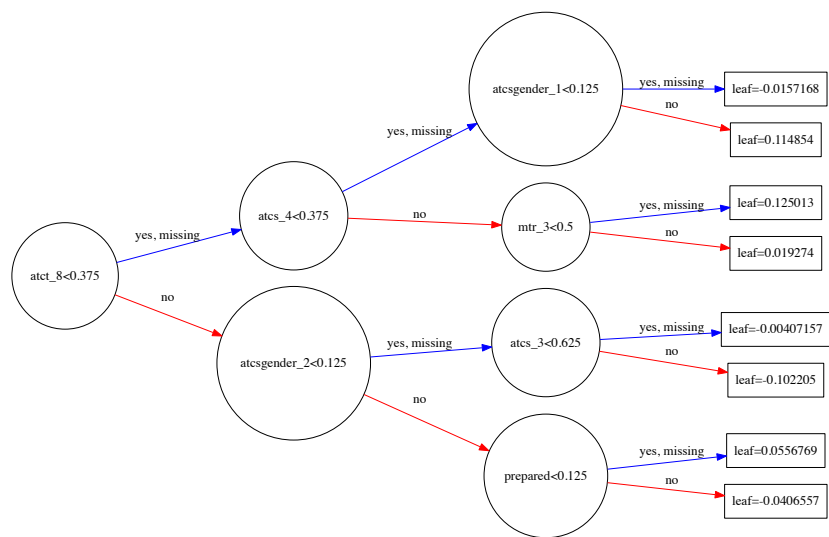 atcsgender_1<0.125
yes, missing
leaf=-0.0157168
no
leaf=0.114854
yes, missing
atcs_4<0.375
yes, missing
no
mtr_3<0.5
yes, missing
leaf=0.125013
no
leaf=0.019274
atct_8<0.375
no
atcsgender_2<0.125
yes, missing
atcs_3<0.625
yes, missing
leaf=-0.00407157
no
leaf=-0.102205
no
prepared<0.125
yes, missing
leaf=0.0556769
no
leaf=-0.0406557